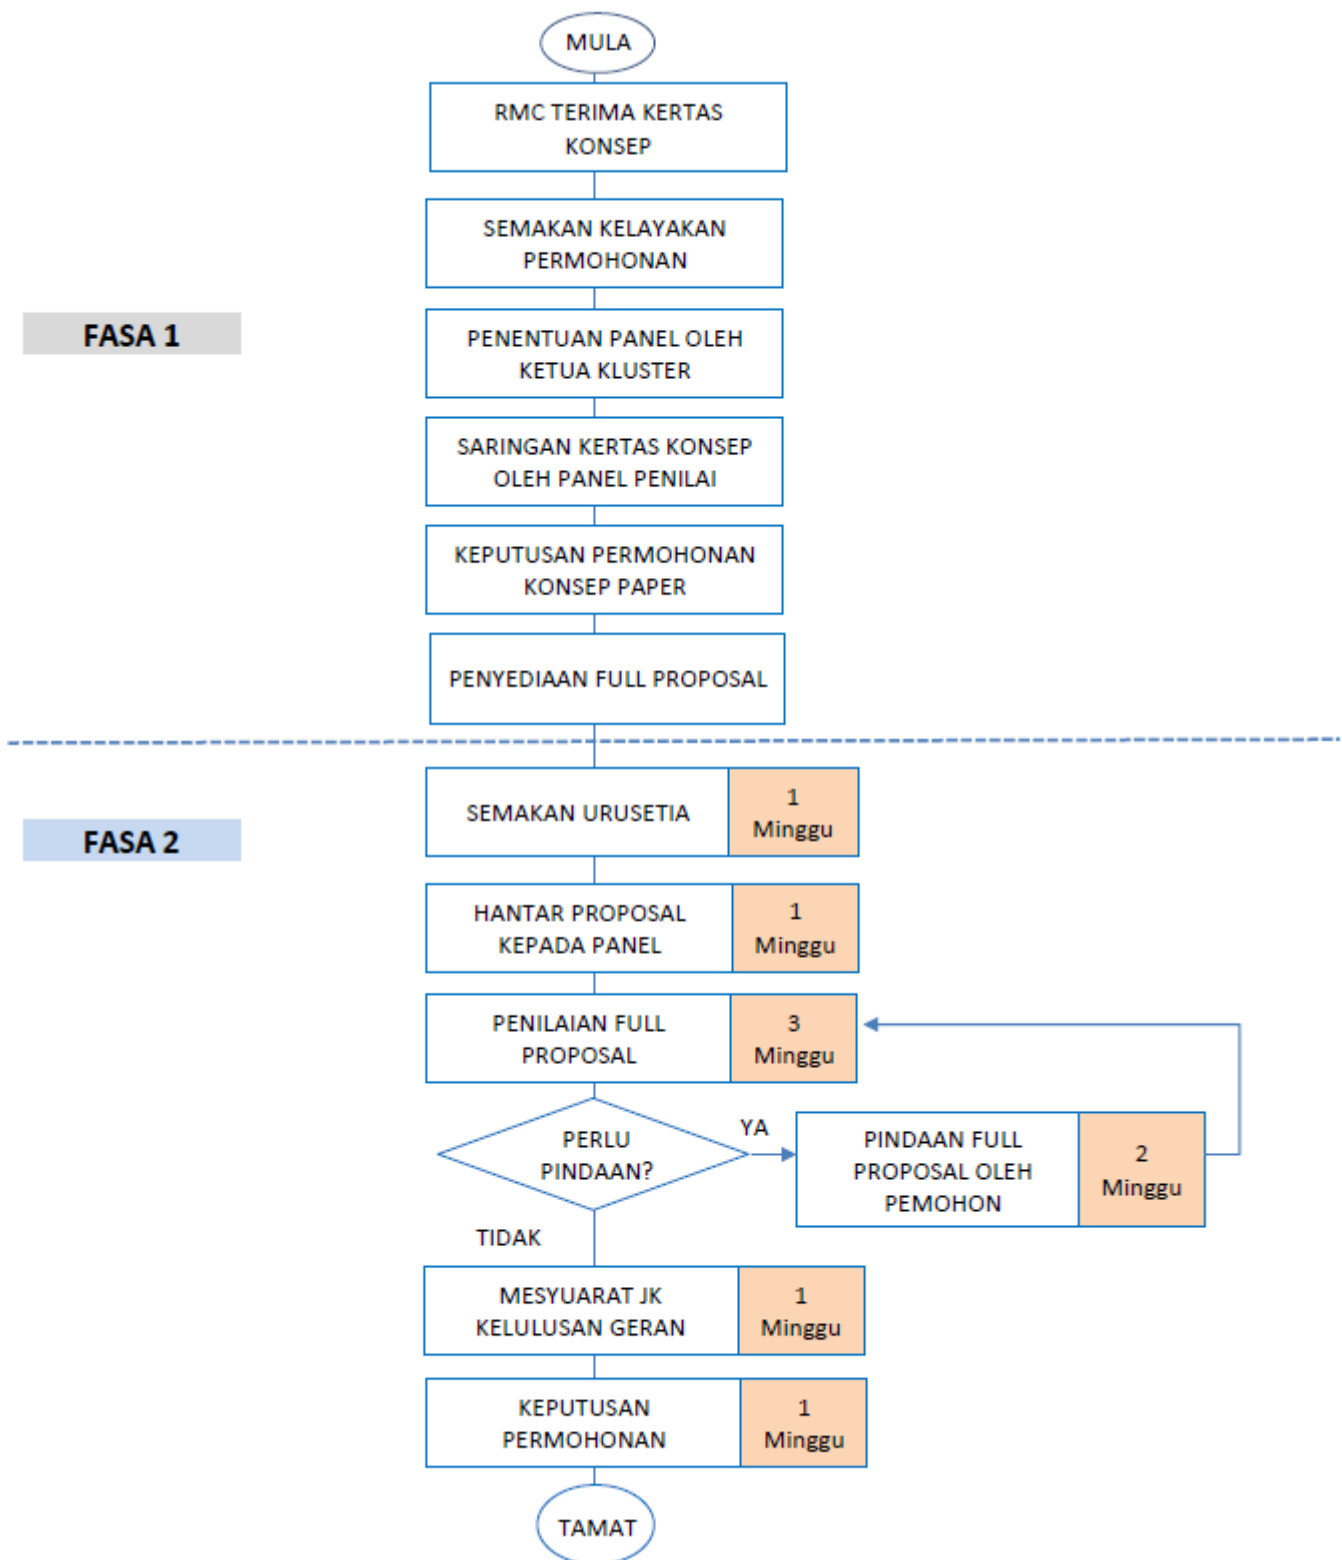 MULA
RMC TERIMA KERTAS
KONSEP
SEMAKAN KELAYAKAN
PERMOHONAN
FASA 1
PENENTUAN PANEL OLEH
KETUA KLUSTER
SARINGAN KERTAS KONSEP
OLEH PANEL PENILAI
KEPUTUSAN PERMOHONAN
KONSEP PAPER
PENYEDIAAN FULL PROPOSAL
FASA 2
SEMAKAN URUSETIA
1
Minggu
HANTAR PROPOSAL
KEPADA PANEL
1
Minggu
PENILAIAN FULL
PROPOSAL
3
Minggu
PERLU
PINDAAN?
YA
PINDAAN FULL
PROPOSAL OLEH
PEMOHON
2
Minggu
TIDAK
MESYUARAT JK
KELULUSAN GERAN
1
Minggu
KEPUTUSAN
PERMOHONAN
1
Minggu
TAMAT